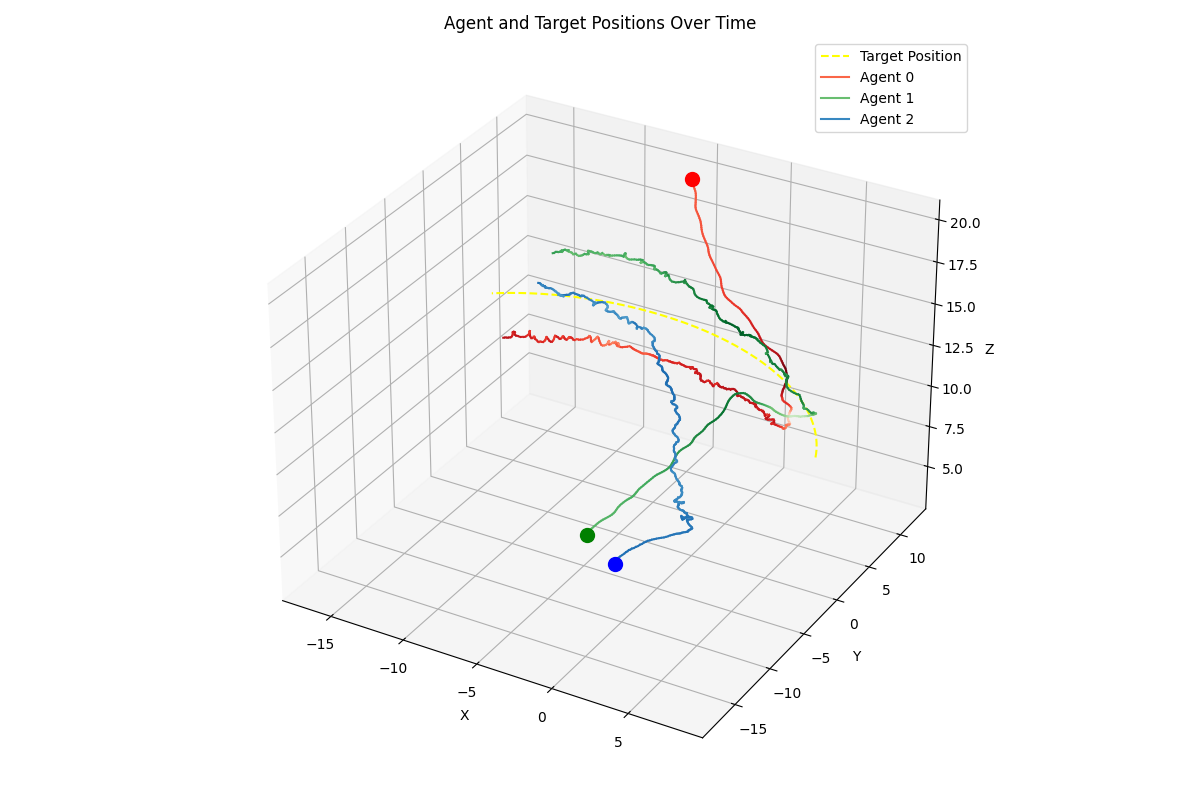 Agent and Target Positions Over Time
Target Position
Agent 0
Agent 1
Agent 2
20.0
17.5
15.0
12.5
Z
10.0
7.5
5.0
10
5
0
Y
−5
−10
−15
−15
−10
−5
X
0
5